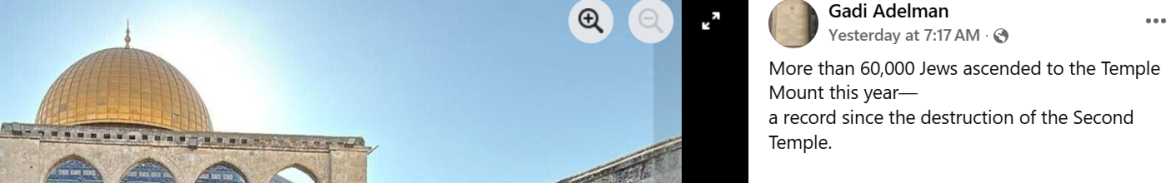 Gadi Adelman
Yesterday at 7:17 AM ·
More than 60,000 Jews ascended to the Temple
Mount this year—
a record since the destruction of the Second
Temple.